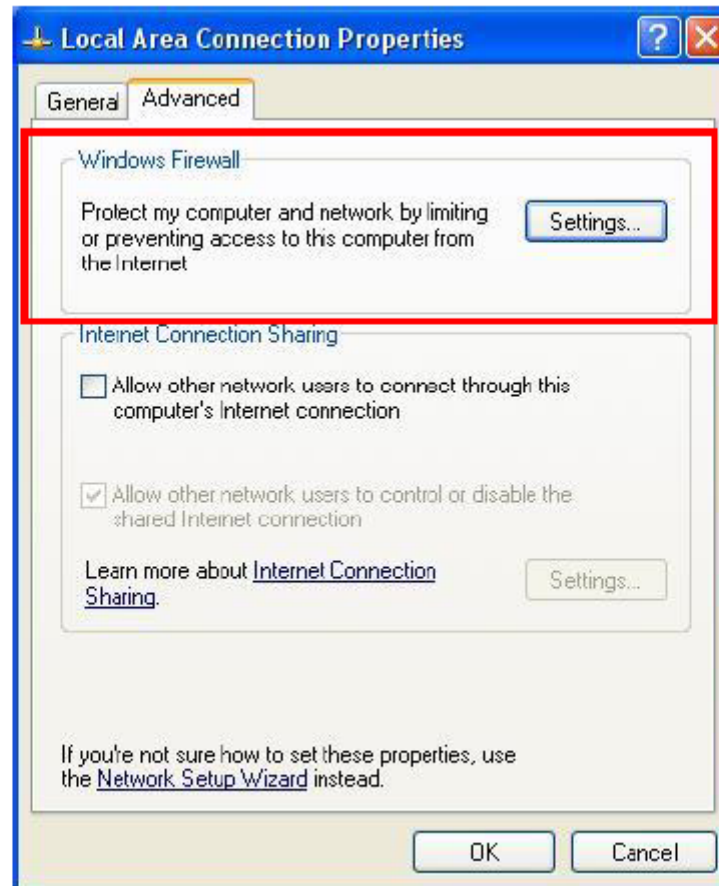 Local Area Connection Properties
General
Advanced
Windows Firewall
Protect my computer and network by limiting
or preventing access to this computer from
the Internet
Settings...
Internet Connection Sharing
Allow other network users to connect through this
computer's Internet connection
Allow other network users to control or disable the
shared Internet connection
Learn more about Internet Connection
Sharing.
Settings...
If you're not sure how to set these properties, use
the Network Setup Wizard instead.
OK
Cancel